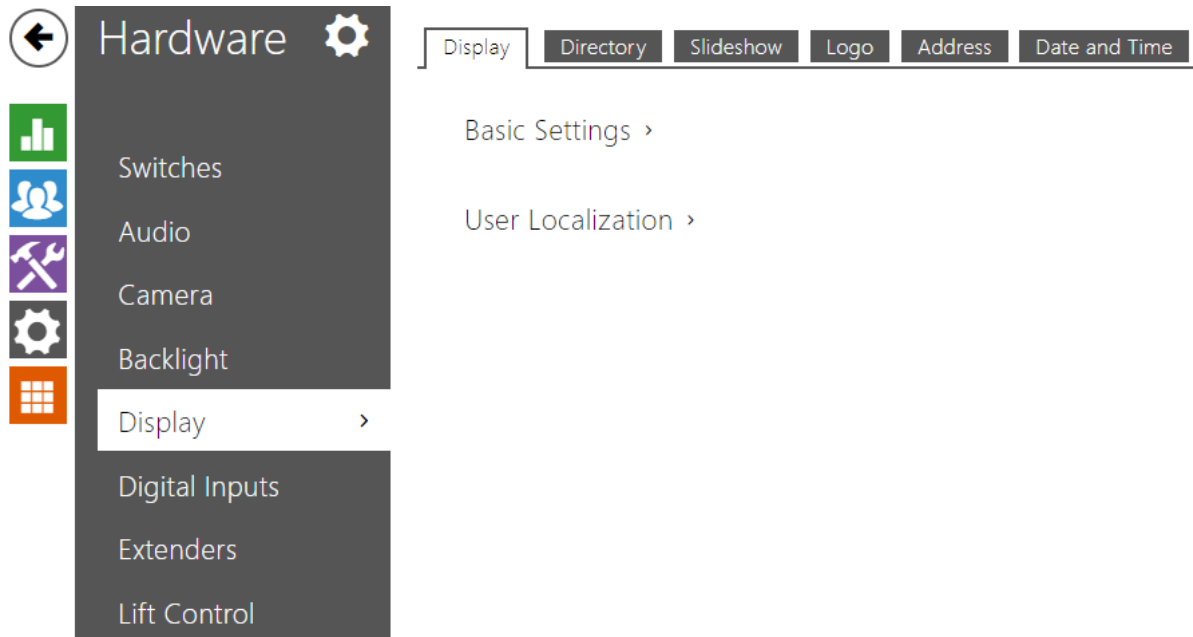 Hardware
Display Directory Slideshow Logo Address Date and Time
Basic Settings ›
User Localization ›
Switches
Audio
Camera
Backlight
Display ›
Digital Inputs
Extenders
Lift Control